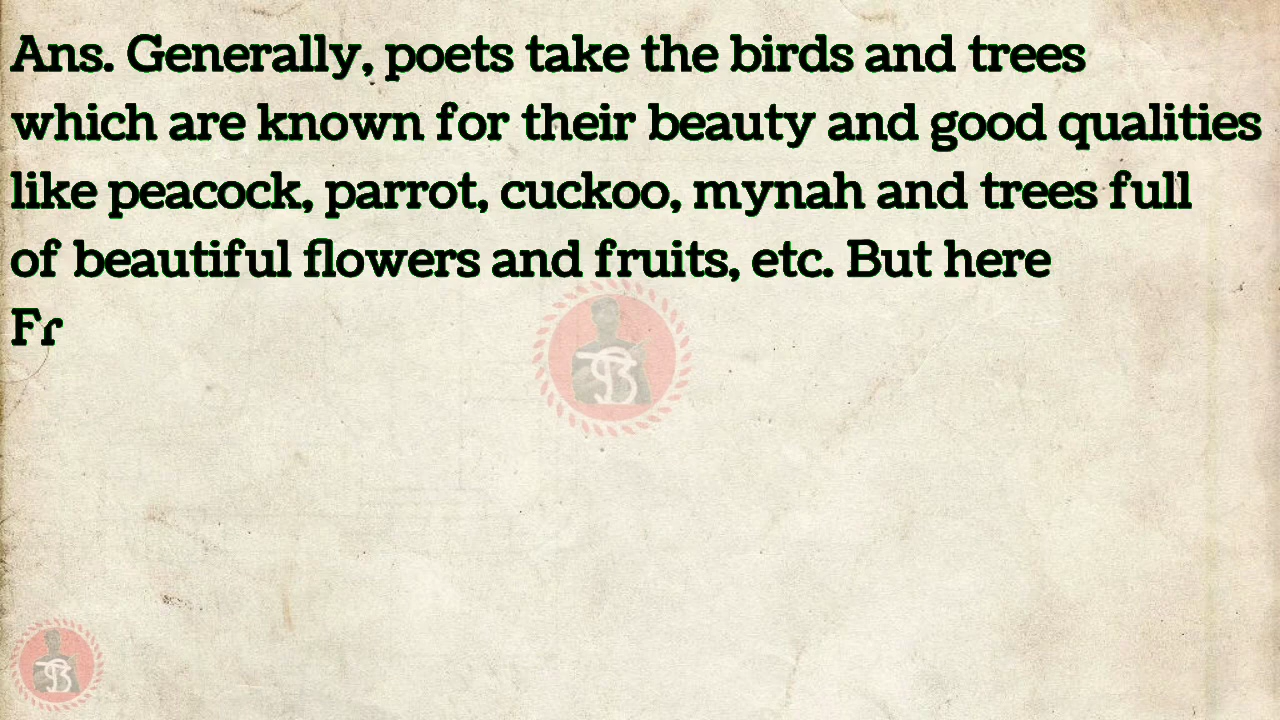 Ans. Generally, poets take the birds and trees
which are known for their beauty and good qualities
like peacock, parrot, cuckoo, mynah and trees full
of beautiful flowers and fruits, etc. But here
Fr